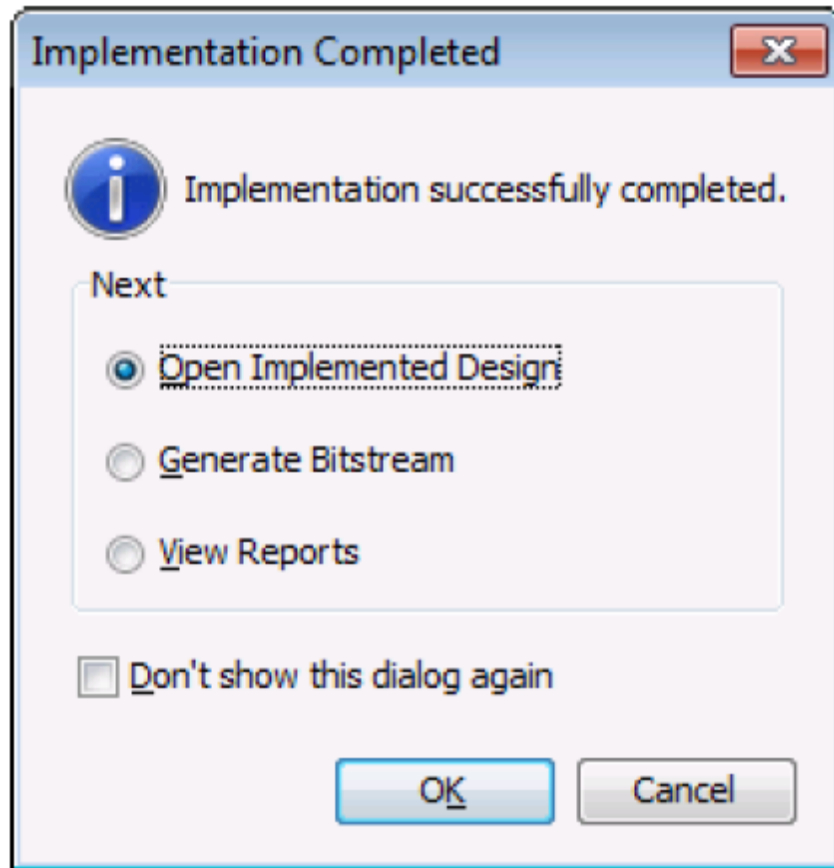 Implementation Completed
Implementation successfully completed.
Next
Open Implemented Design
Generate Bitstream
View Reports
Don't show this dialog again
OK
Cancel